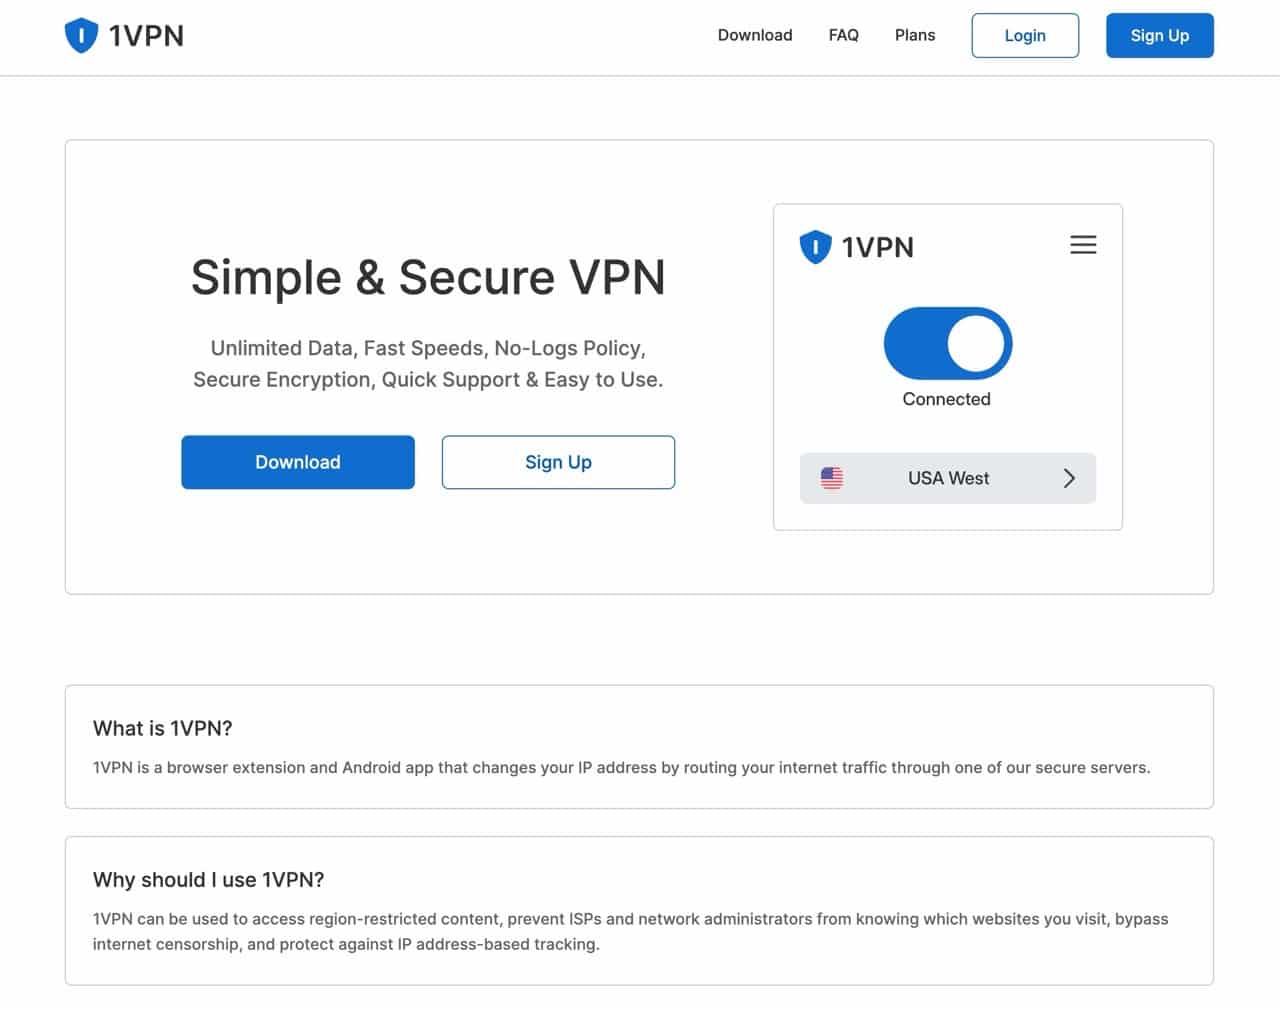 1VPN
Download FAQ Plans Login Sign Up
Simple & Secure VPN
Unlimited Data, Fast Speeds, No-Logs Policy,
Secure Encryption, Quick Support & Easy to Use.
Download Sign Up
1VPN
Connected
USA West
What is 1VPN?
1VPN is a browser extension and Android app that changes your IP address by routing your internet traffic through one of our secure servers.
Why should I use 1VPN?
1VPN can be used to access region-restricted content, prevent ISPs and network administrators from knowing which websites you visit, bypass
internet censorship, and protect against IP address-based tracking.